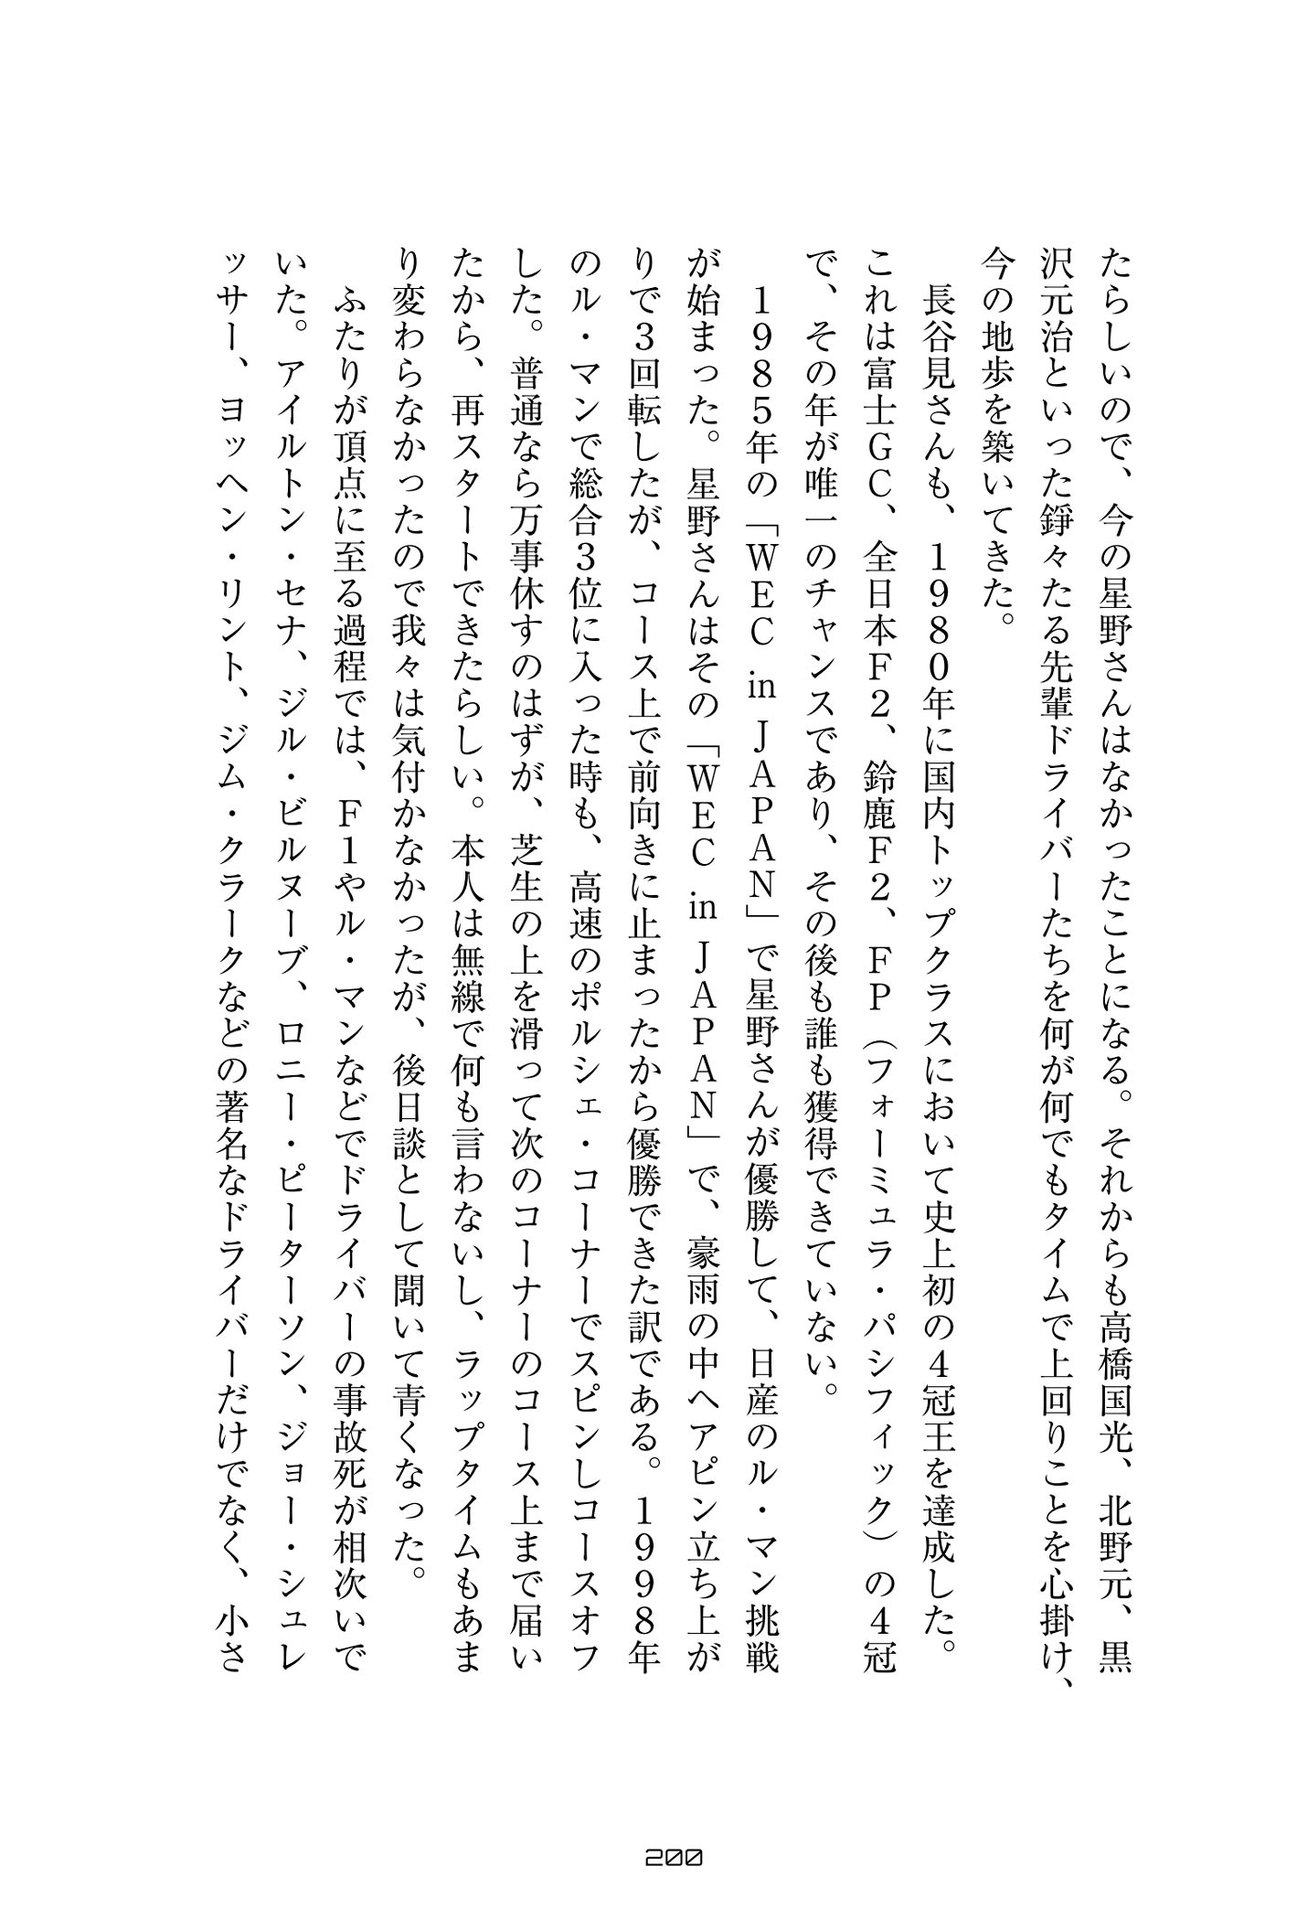 たらしいので、今の星野さんはなかったことになる。それからも高橋国光、北野元、黒
沢元治といった錚々たる先輩ドライバーたちを何が何でもタイムで上回りことを心掛け、
今の地歩を築いてきた。
長谷見さんも、１９８０年に国内トップクラスにおいて史上初の４冠王を達成した。
これは富士ＧＣ、全日本Ｆ２、鈴鹿Ｆ２、ＦＰ（フォーミュラ・パシフィック）の４冠
で、その年が唯一のチャンスであり、その後も誰も獲得できていない。
１９８５年の「ＷＥＣ in ＪＡＰＡＮ」で星野さんが優勝して、日産のル・マン挑戦
が始まった。星野さんはその「ＷＥＣ in ＪＡＰＡＮ」で、豪雨の中ヘアピン立ち上が
りで３回転したが、コース上で前向きに止まったから優勝できた訳である。１９９８年
のル・マンで総合３位に入った時も、高速のポルシェ・コーナーでスピンしコースオフ
した。普通なら万事休すのはずが、芝生の上を滑って次のコーナーのコース上まで届い
たから、再スタートできたらしい。本人は無線で何も言わないし、ラップタイムもあま
り変わらなかったので我々は気付かなかったが、後日談として聞いて青くなった。
ふたりが頂点に至る過程では、Ｆ１やル・マンなどでドライバーの事故死が相次いで
いた。アイルトン・セナ、ジル・ビルヌーブ、ロニー・ピーターソン、ジョー・シュレ
ッサー、ヨッヘン・リント、ジム・クラークなどの著名なドライバーだけでなく、小さ
200